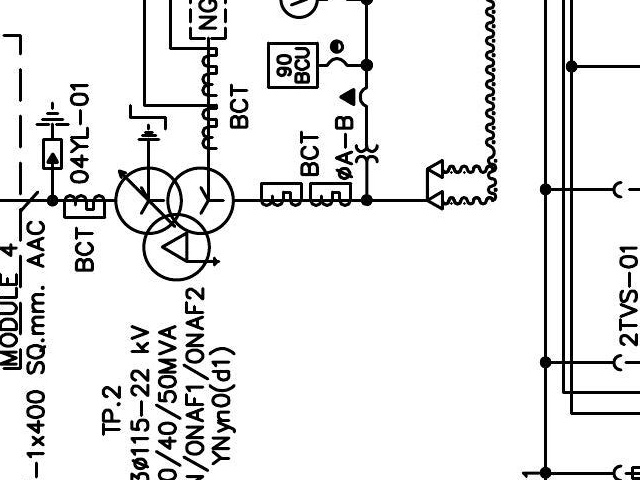 NG
90
BCU
BCT
04YL-01
BCT
øA-B
BCT
MODULE 4
-1x400 SQ.mm. AAC
2TVS-01
TP.2
3ø115-22 kV
0/40/50MVA
N/ONAF1/ONAF2
YNyn0(d1)